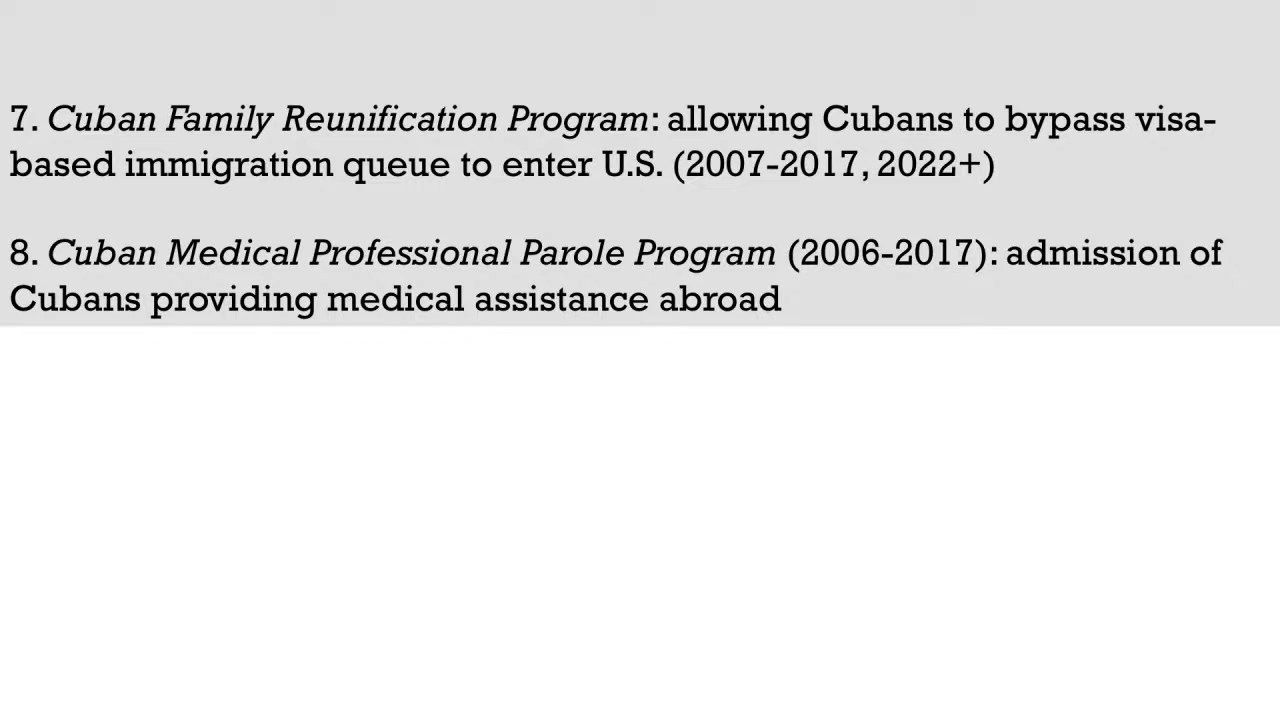 7. Cuban Family Reunification Program: allowing Cubans to bypass visa-
based immigration queue to enter U.S. (2007-2017, 2022+)
8. Cuban Medical Professional Parole Program (2006-2017): admission of
Cubans providing medical assistance abroad